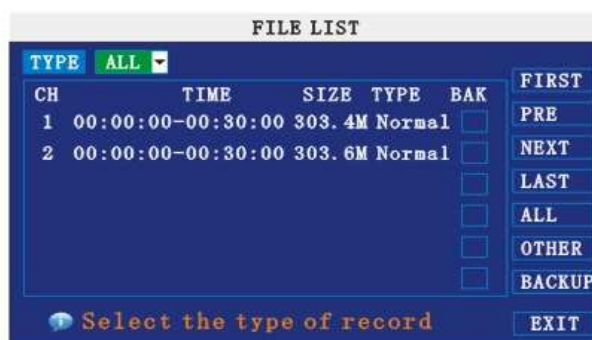 FILE LIST
TYPE ALL
CH TIME SIZE TYPE BAK
1 00:00:00-00:30:00 303.4M Normal
2 00:00:00-00:30:00 303.6M Normal
FIRST
PRE
NEXT
LAST
ALL
OTHER
BACKUP
Select the type of record
EXIT